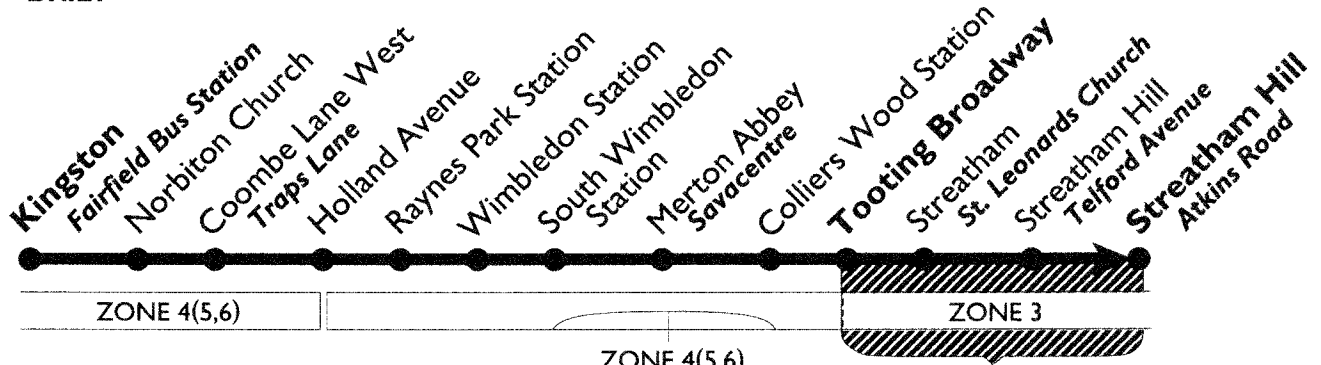 Kingston
Fairfield Bus Station
Norbiton Church
Coombe Lane West
Traps Lane
Holland Avenue
Raynes Park Station
Wimbledon Station
South Wimbledon
Station
Merton Abbey
Savacentre
Colliers Wood Station
Tooting Broadway
Streatham
St. Leonards Church
Streatham Hill
Telford Avenue
Streatham Hill
Atkins Road
ZONE 4(5,6)
ZONE 3
ZONE 4(5,6)